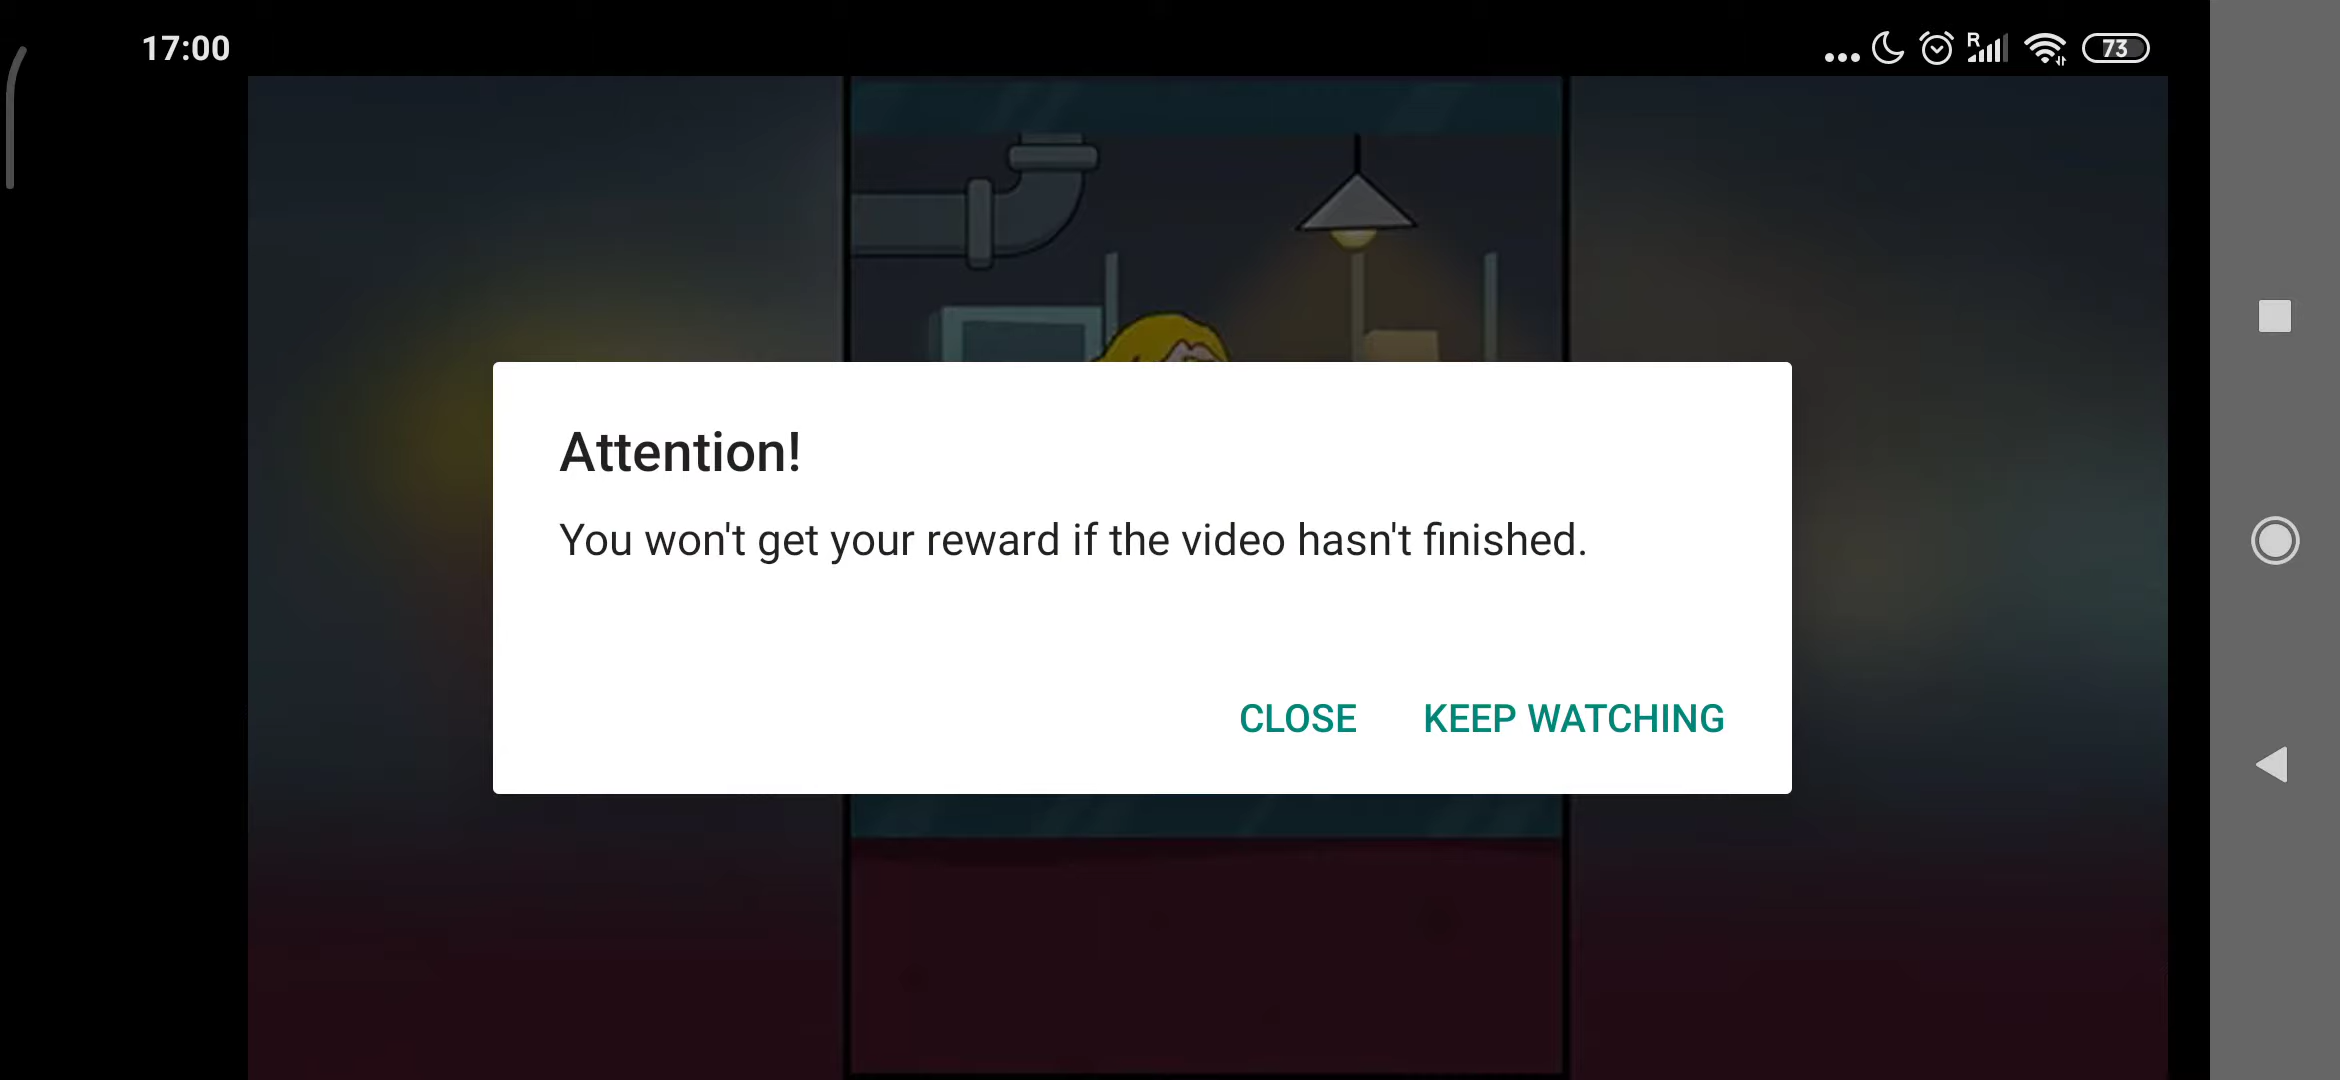 17:00
R
73
Attention!
You won't get your reward if the video hasn't finished.
CLOSE KEEP WATCHING